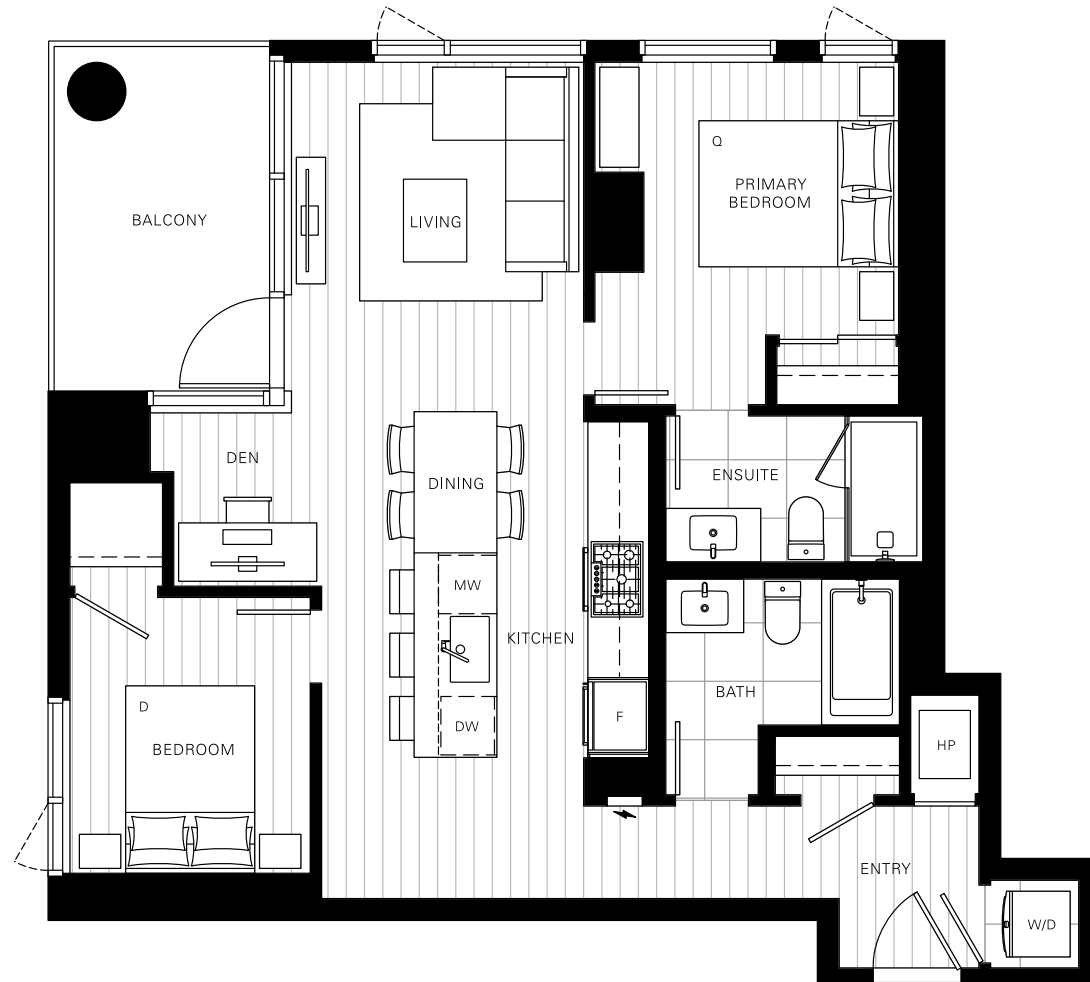 Q
PRIMARY
BEDROOM
BALCONY
LIVING
DEN
DINING
ENSUITE
MW
KITCHEN
BATH
D
F
DW
BEDROOM
HP
ENTRY
W/D